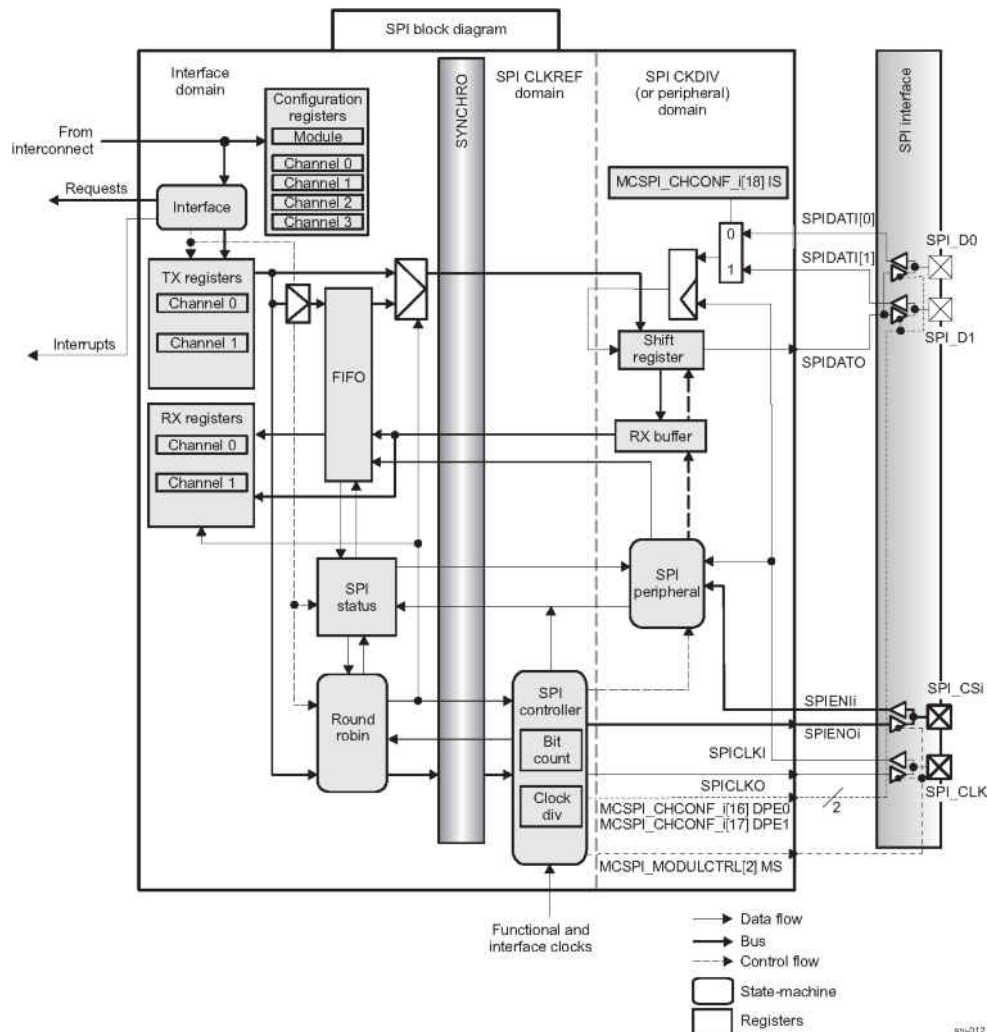 SPI block diagram
Interface
domain
SPI CLKREF
domain
SPI CKDIV
(or peripheral)
domain
SYNCHRO
SPI interface
Configuration
registers
Module
Channel 0
Channel 1
Channel 2
Channel 3
From
interconnect
Requests
Interface
MCSPI_CHCONF_i[18] IS
SPIDATI[0]
0
SPI_D0
TX registers
Channel 0
Channel 1
SPIDATI[1]
1
SPI_D1
Interrupts
FIFO
Shift
register
SPIDATO
RX registers
Channel 0
Channel 1
RX buffer
SPI
status
SPI
peripheral
Round
robin
SPI
controller
Bit
count
Clock
div
SPIENIi
SPI_CSi
SPIENOi
SPICLKI
SPI_CLK
SPICLKO
MCSPI_CHCONF_i[16] DPE0
2
MCSPI_CHCONF_i[17] DPE1
MCSPI_MODULCTRL[2] MS
Functional and
interface clocks
Data flow
Bus
Control flow
State-machine
Registers